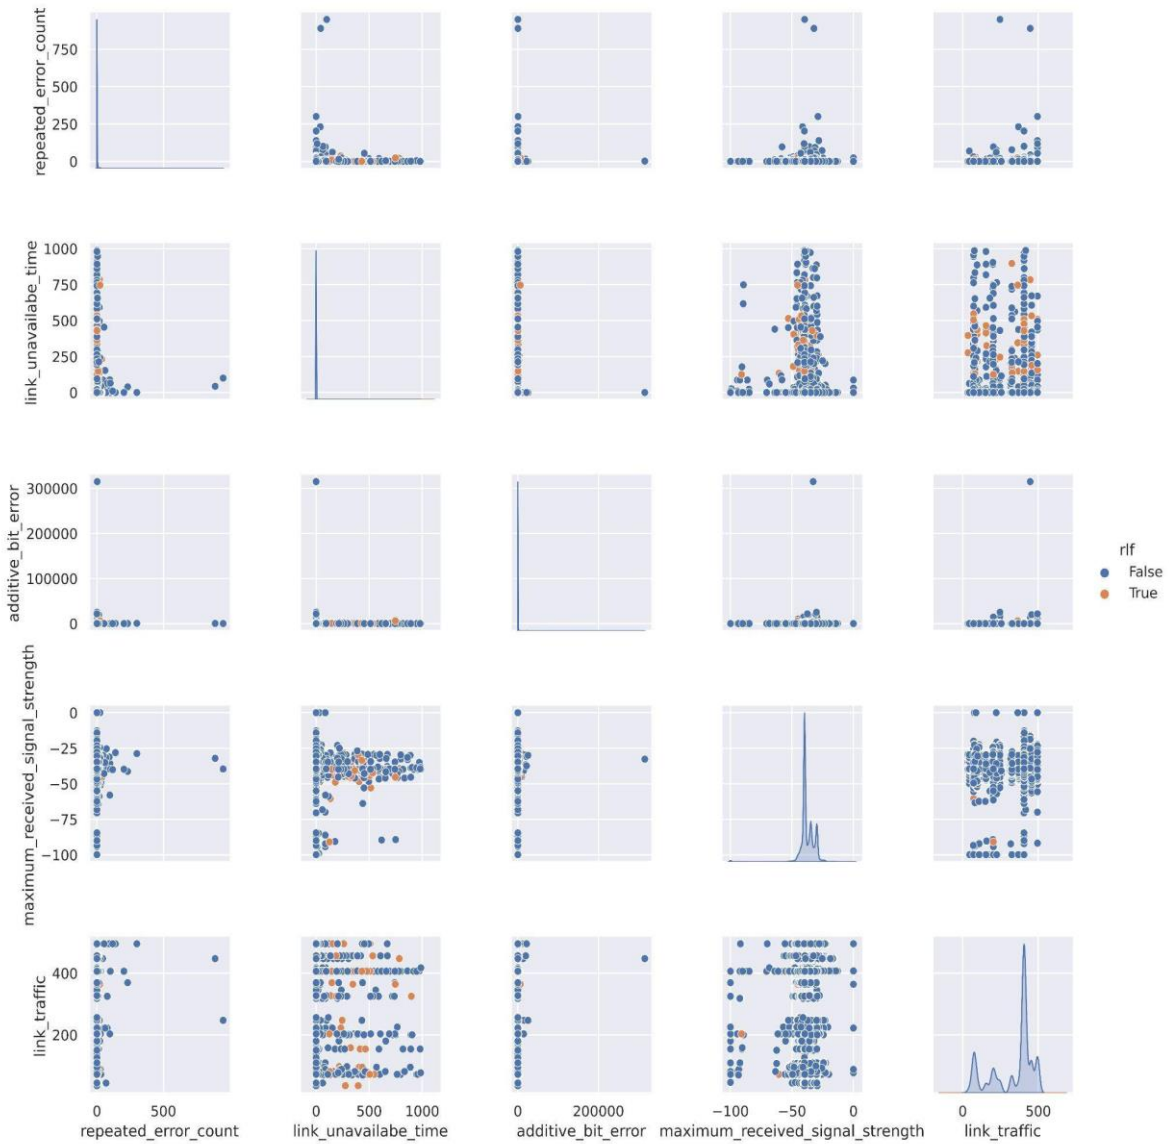 repeated_error_count
750
500
250
0
link_unavailabe_time
1000
750
500
250
0
additive_bit_error
300000
200000
100000
0
rlf
False
True
maximum_received_signal_strength
0
−25
−50
−75
−100
link_traffic
400
200
0 500
0 500 1000
0 200000
−100 −50 0
0 500
repeated_error_count
link_unavailabe_time
additive_bit_error
maximum_received_signal_strength
link_traffic